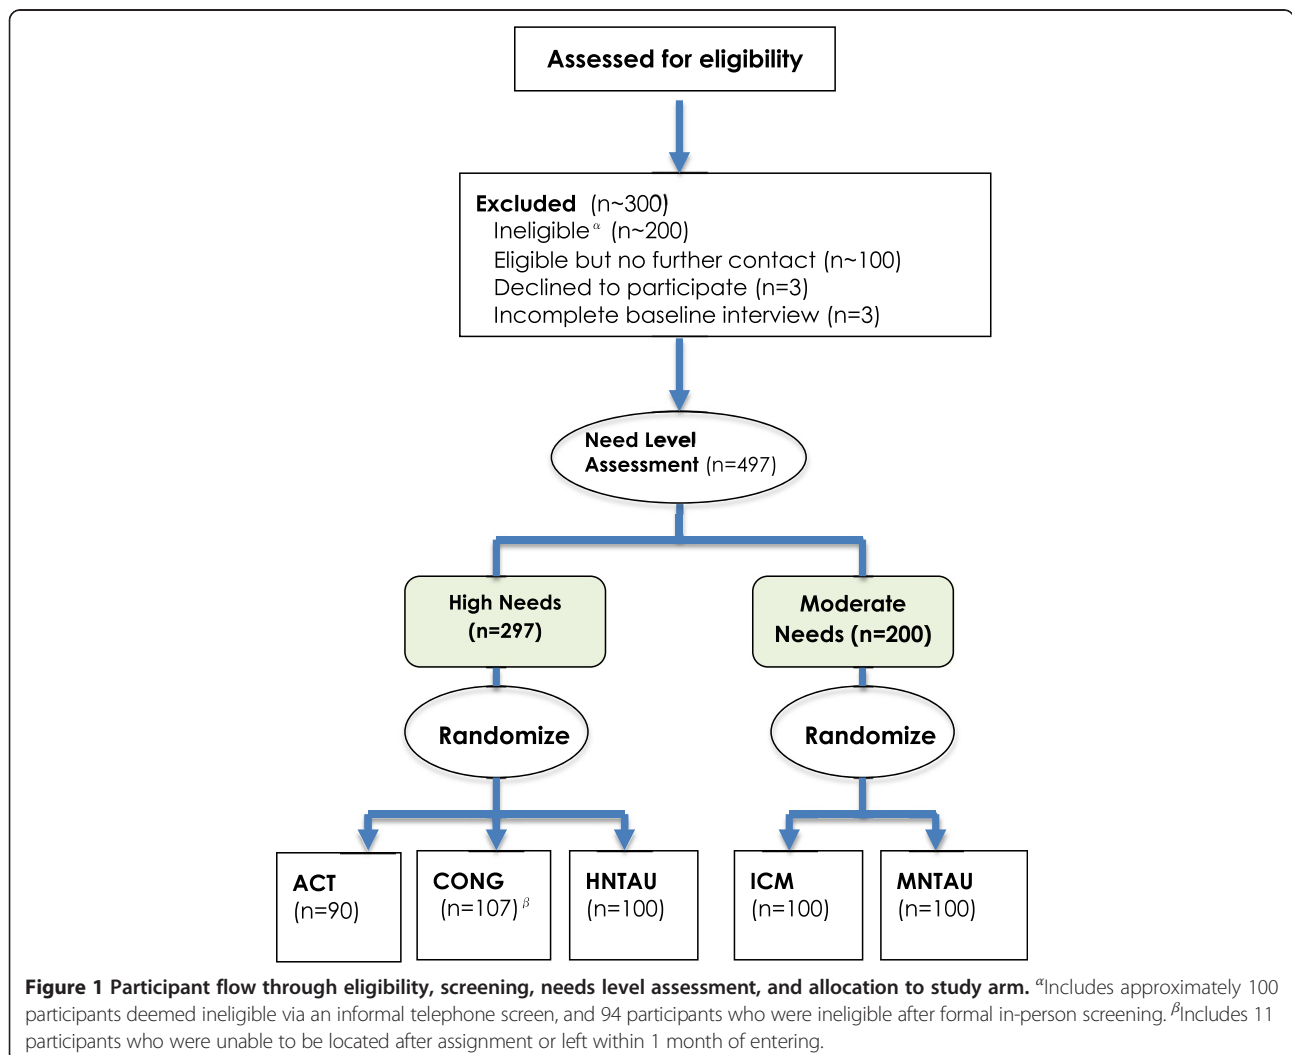 Assessed for eligibility
Excluded (n~300)
Ineligible α (n~200)
Eligible but no further contact (n~100)
Declined to participate (n=3)
Incomplete baseline interview (n=3)
Need Level
Assessment (n=497)
High Needs
(n=297)
Moderate
Needs (n=200)
Randomize
Randomize
ACT
(n=90)
CONG
(n=107) β
HNTAU
(n=100)
ICM
(n=100)
MNTAU
(n=100)
Figure 1 Participant flow through eligibility, screening, needs level assessment, and allocation to study arm. αIncludes approximately 100
participants deemed ineligible via an informal telephone screen, and 94 participants who were ineligible after formal in-person screening. βIncludes 11
participants who were unable to be located after assignment or left within 1 month of entering.